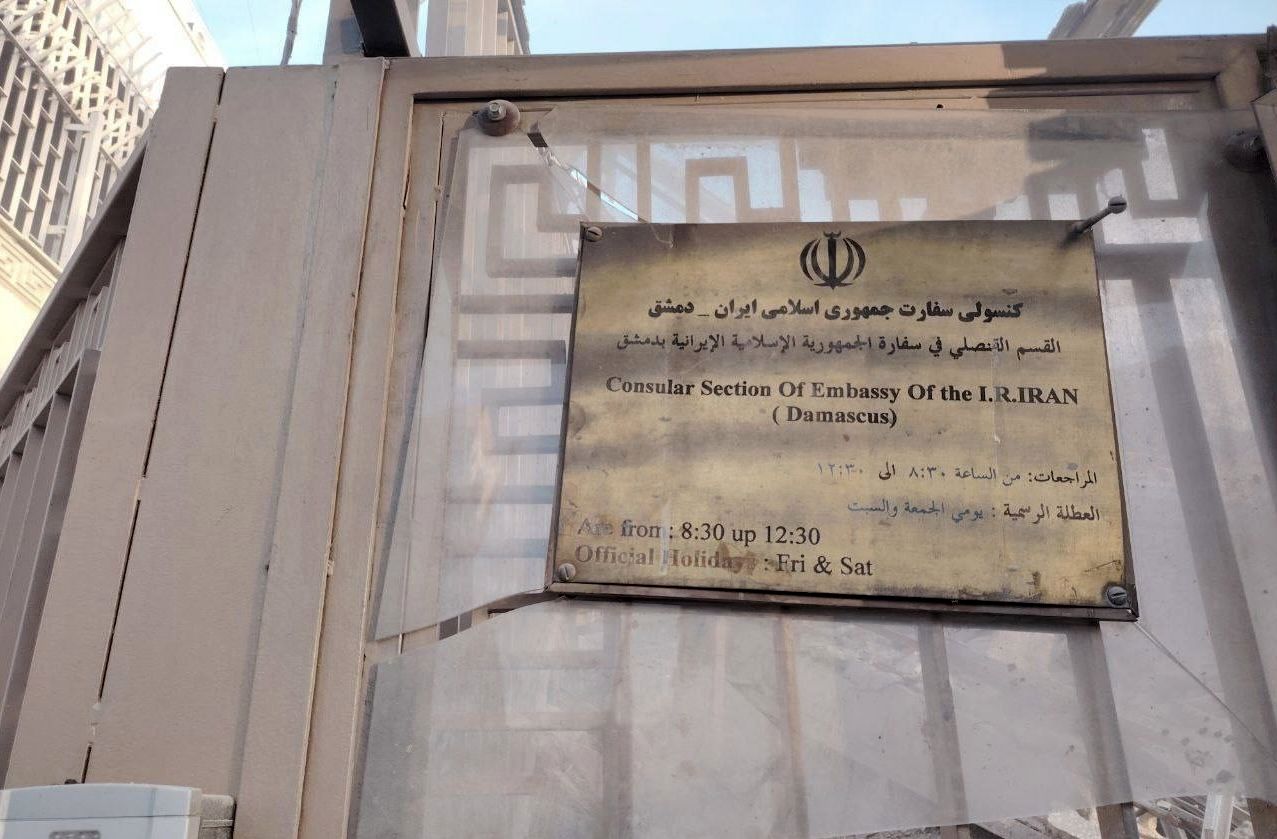 کنسولی سفارت جمهوری اسلامی ایران _ دمشق
القسم القنصلي في سفارة الجمهورية الإسلامية الإيرانية بدمشق
Consular Section Of Embassy Of the I.R.IRAN
( Damascus)
المراجعات: من الساعة ٨:٣٠ الى ١٢:٣٠
العطلة الرسمية : يومي الجمعة والسبت
Are from: 8:30 up 12:30
Official Holidays : Fri & Sat